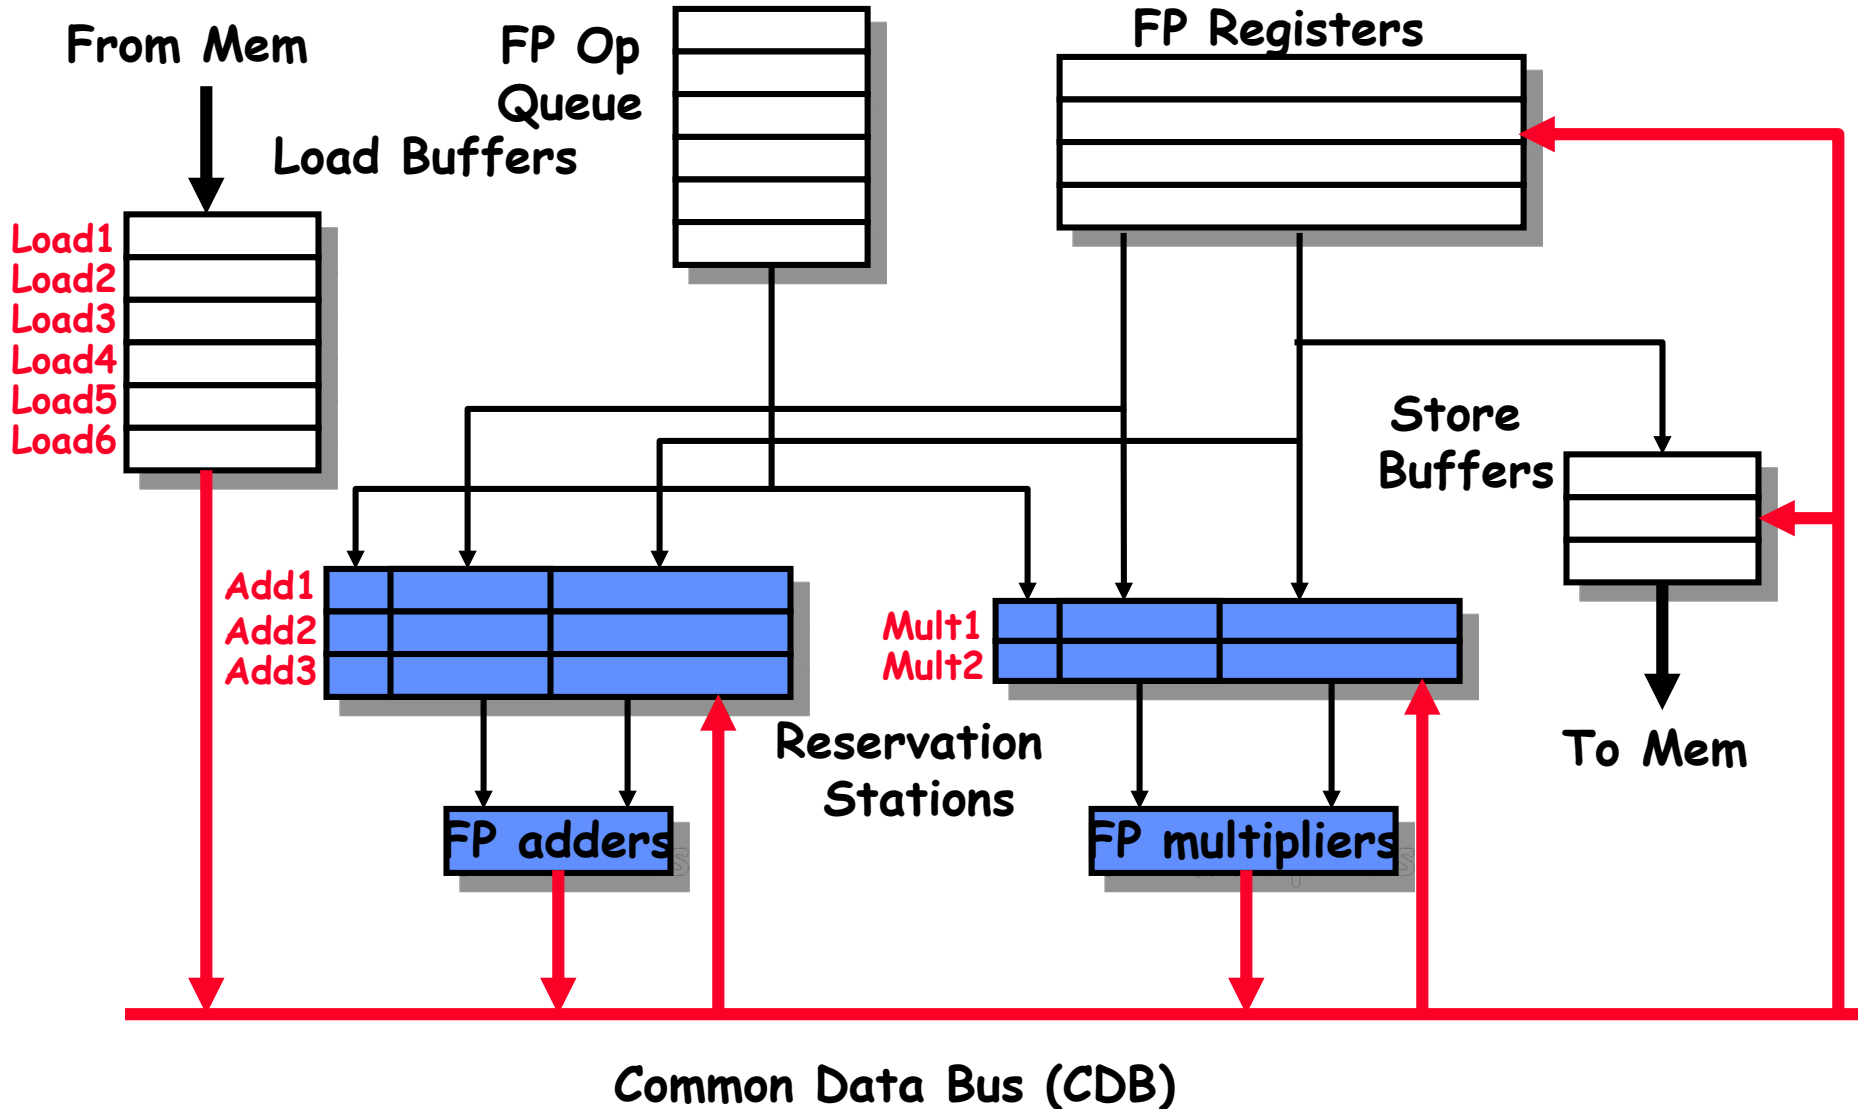 From Mem
FP Op
Queue
FP Registers
Load Buffers
Load1
Load2
Load3
Load4
Load5
Load6
Store
Buffers
Add1
Add2
Add3
Mult1
Mult2
Reservation
Stations
To Mem
FP adders
FP multipliers
Common Data Bus (CDB)